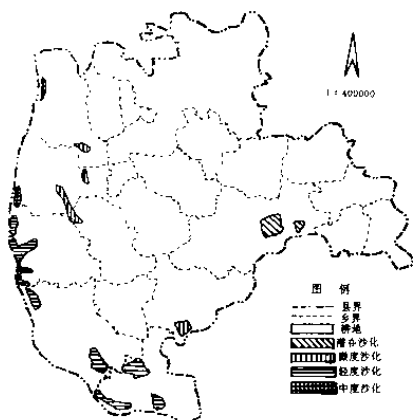 1:400000
图 例
县界
乡界
耕地
潜在沙化
微度沙化
轻度沙化
中度沙化